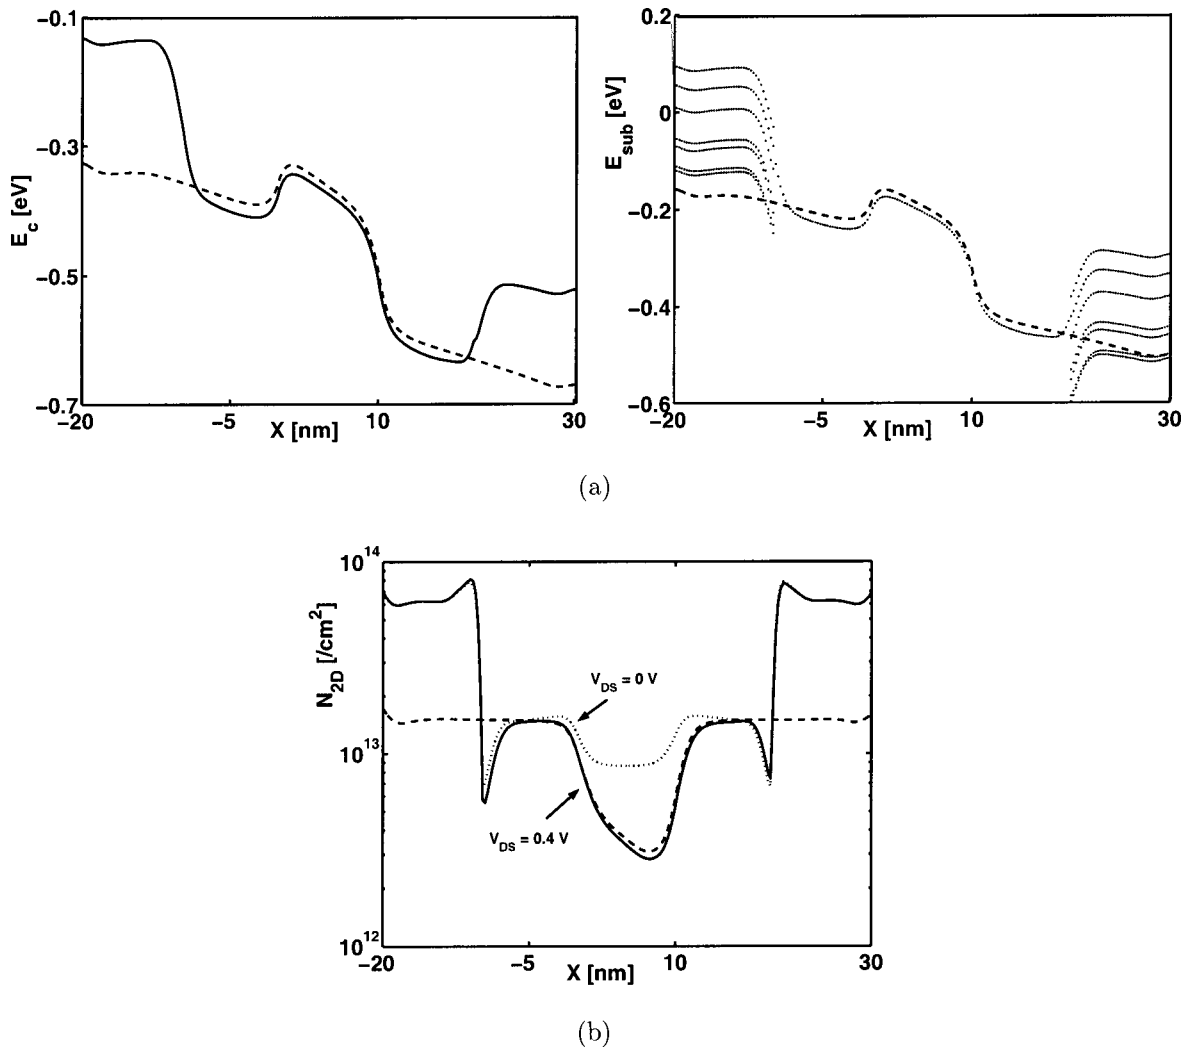 −0.1
−0.3
−0.5
−0.7
E_c [eV]
−20 −5 10 30
X [nm]
0.2
0
−0.2
−0.4
−0.6
E_sub [eV]
−20 −5 10 30
X [nm]
(a)
10^14
10^13
10^12
N_2D [/cm^2]
V_DS = 0 V
V_DS = 0.4 V
−20 −5 10 30
X [nm]
(b)